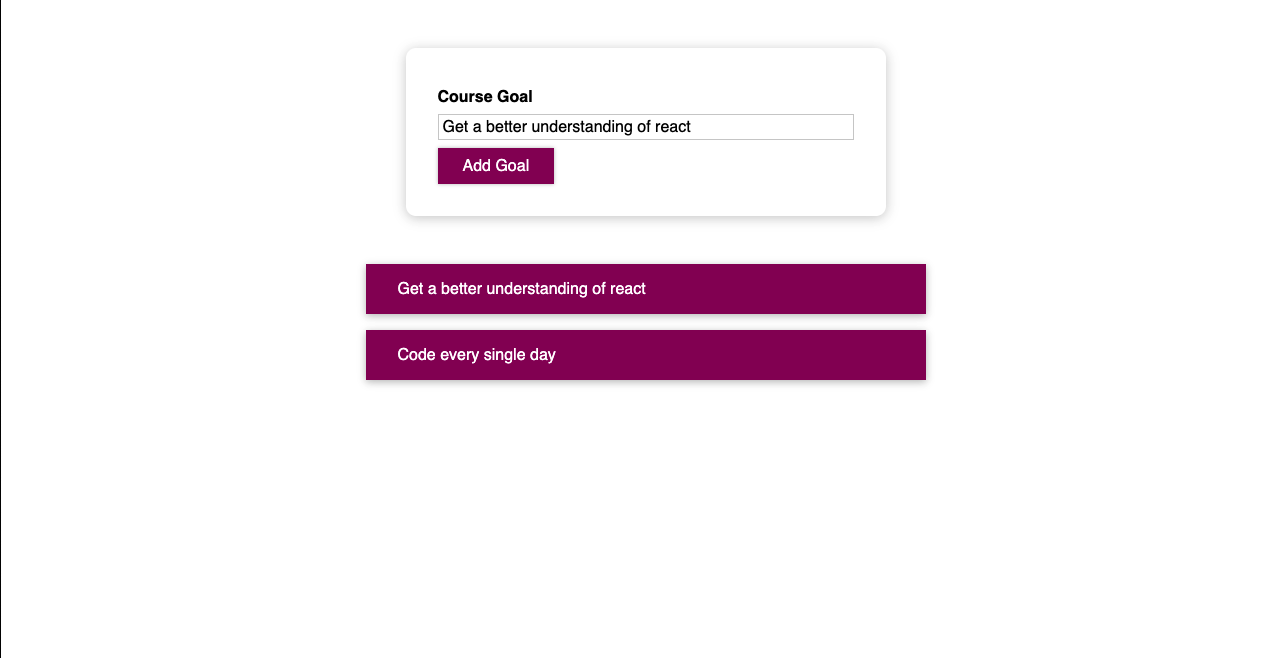 Course Goal
Get a better understanding of react
Add Goal
Get a better understanding of react
Code every single day